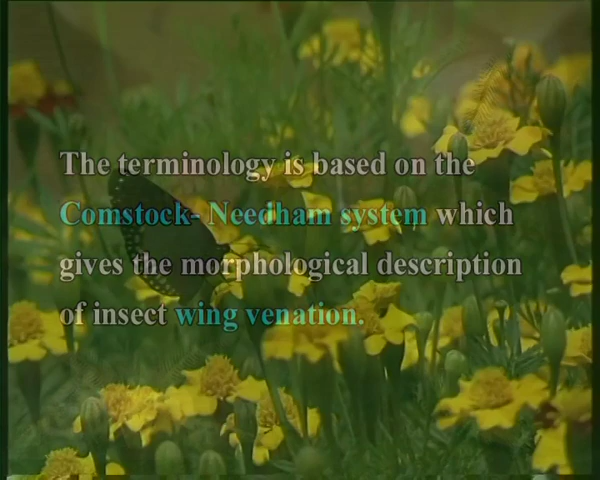 The terminology is based on the
Comstock- Needham system which
gives the morphological description
of insect wing venation.